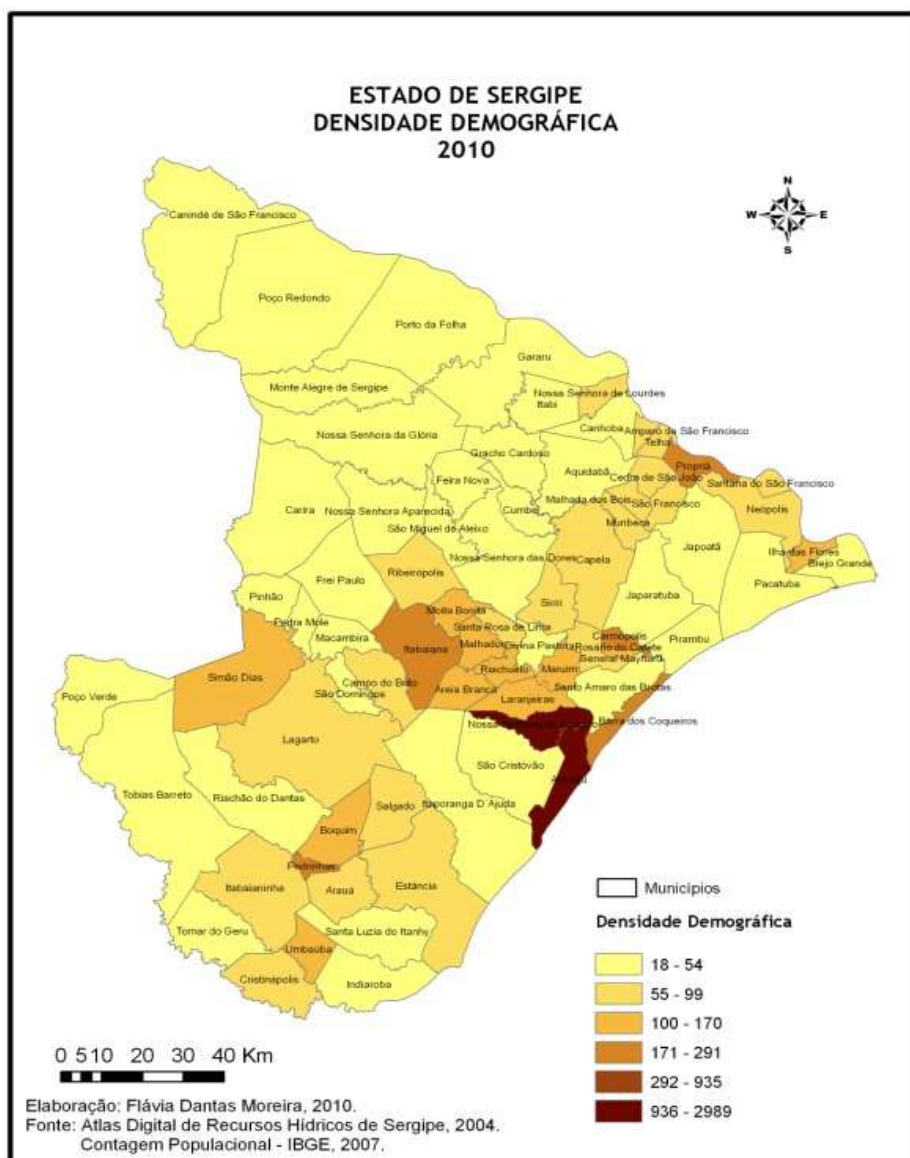 ESTADO DE SERGIPE
DENSIDADE DEMOGRÁFICA
2010
N
W E
S
Canindé de São Francisco
Poço Redondo
Porto da Folha
Gararu
Monte Alegre de Sergipe
Nossa Senhora de Lourdes
Itabi
Nossa Senhora da Glória
Canhoba
Amparo de São Francisco
Telha
Gracho Cardoso
Aquidabã
Propriá
Cedro de São João
Santana do São Francisco
Feira Nova
Malhada dos Bois
São Francisco
Neópolis
Carira
Nossa Senhora Aparecida
Cumbe
Muribeca
São Miguel de Aleixo
Japoatã
Ilha das Flores
Brejo Grande
Nossa Senhora das Dores
Capela
Ribeirópolis
Frei Paulo
Pacatuba
Pinhão
Siriri
Japaratuba
Moita Bonita
Pedra Mole
Santa Rosa de Lima
Macambira
Carmópolis
Pirambu
Itabaiana
Malhador
Divina Pastora
Rosário do Catete
General Maynard
Simão Dias
Riachuelo
Maruim
Poço Verde
Campo do Brito
São Domingos
Areia Branca
Laranjeiras
Santo Amaro das Brotas
Nossa
Barra dos Coqueiros
Lagarto
São Cristovão
Tobias Barreto
Riachão do Dantas
Salgado
Itaporanga D´Ajuda
Boquim
Pedrinhas
Itabaianinha
Arauá
Estância
Tomar do Geru
Santa Luzia do Itanhy
Umbaúba
Cristinápolis
Indiaroba
Municípios
Densidade Demográfica
18 - 54
55 - 99
100 - 170
171 - 291
292 - 935
936 - 2989
0 5 10 20 30 40 Km
Elaboração: Flávia Dantas Moreira, 2010.
Fonte: Atlas Digital de Recursos Hídricos de Sergipe, 2004.
Contagem Populacional - IBGE, 2007.